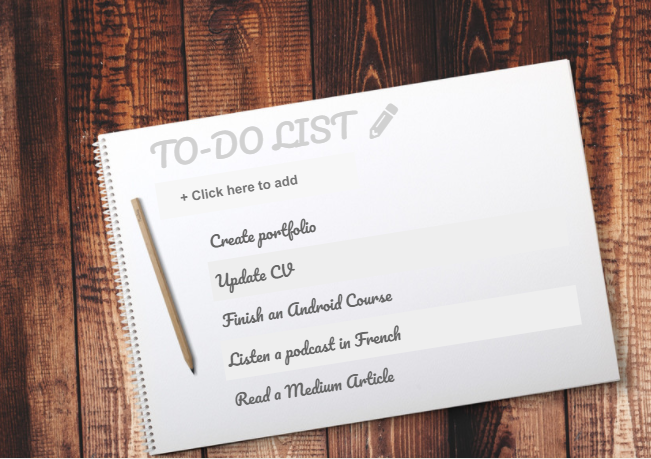 TO-DO LIST
+ Click here to add
Create portfolio
Update CV
Finish an Android Course
Listen a podcast in French
Read a Medium Article